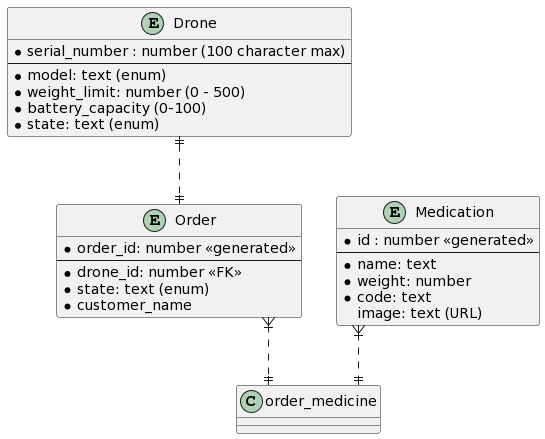 E Drone
serial_number : number (100 character max)
model: text (enum)
weight_limit: number (0 - 500)
battery_capacity (0-100)
state: text (enum)
E Order
order_id: number «generated»
drone_id: number «FK»
state: text (enum)
customer_name
E Medication
id : number «generated»
name: text
weight: number
code: text
image: text (URL)
C order_medicine